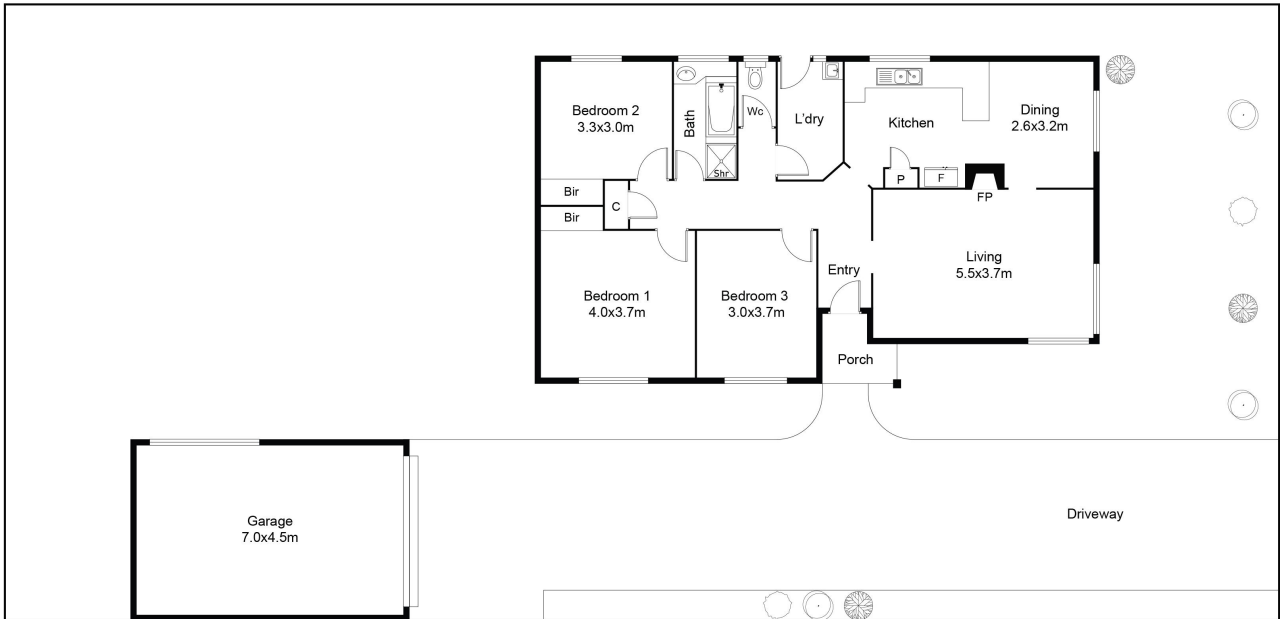 Bedroom 2
3.3x3.0m
Bath
Shr
Wc
L'dry
Kitchen
Dining
2.6x3.2m
P
F
FP
Bir
Bir
C
Living
5.5x3.7m
Entry
Bedroom 1
4.0x3.7m
Bedroom 3
3.0x3.7m
Porch
Garage
7.0x4.5m
Driveway